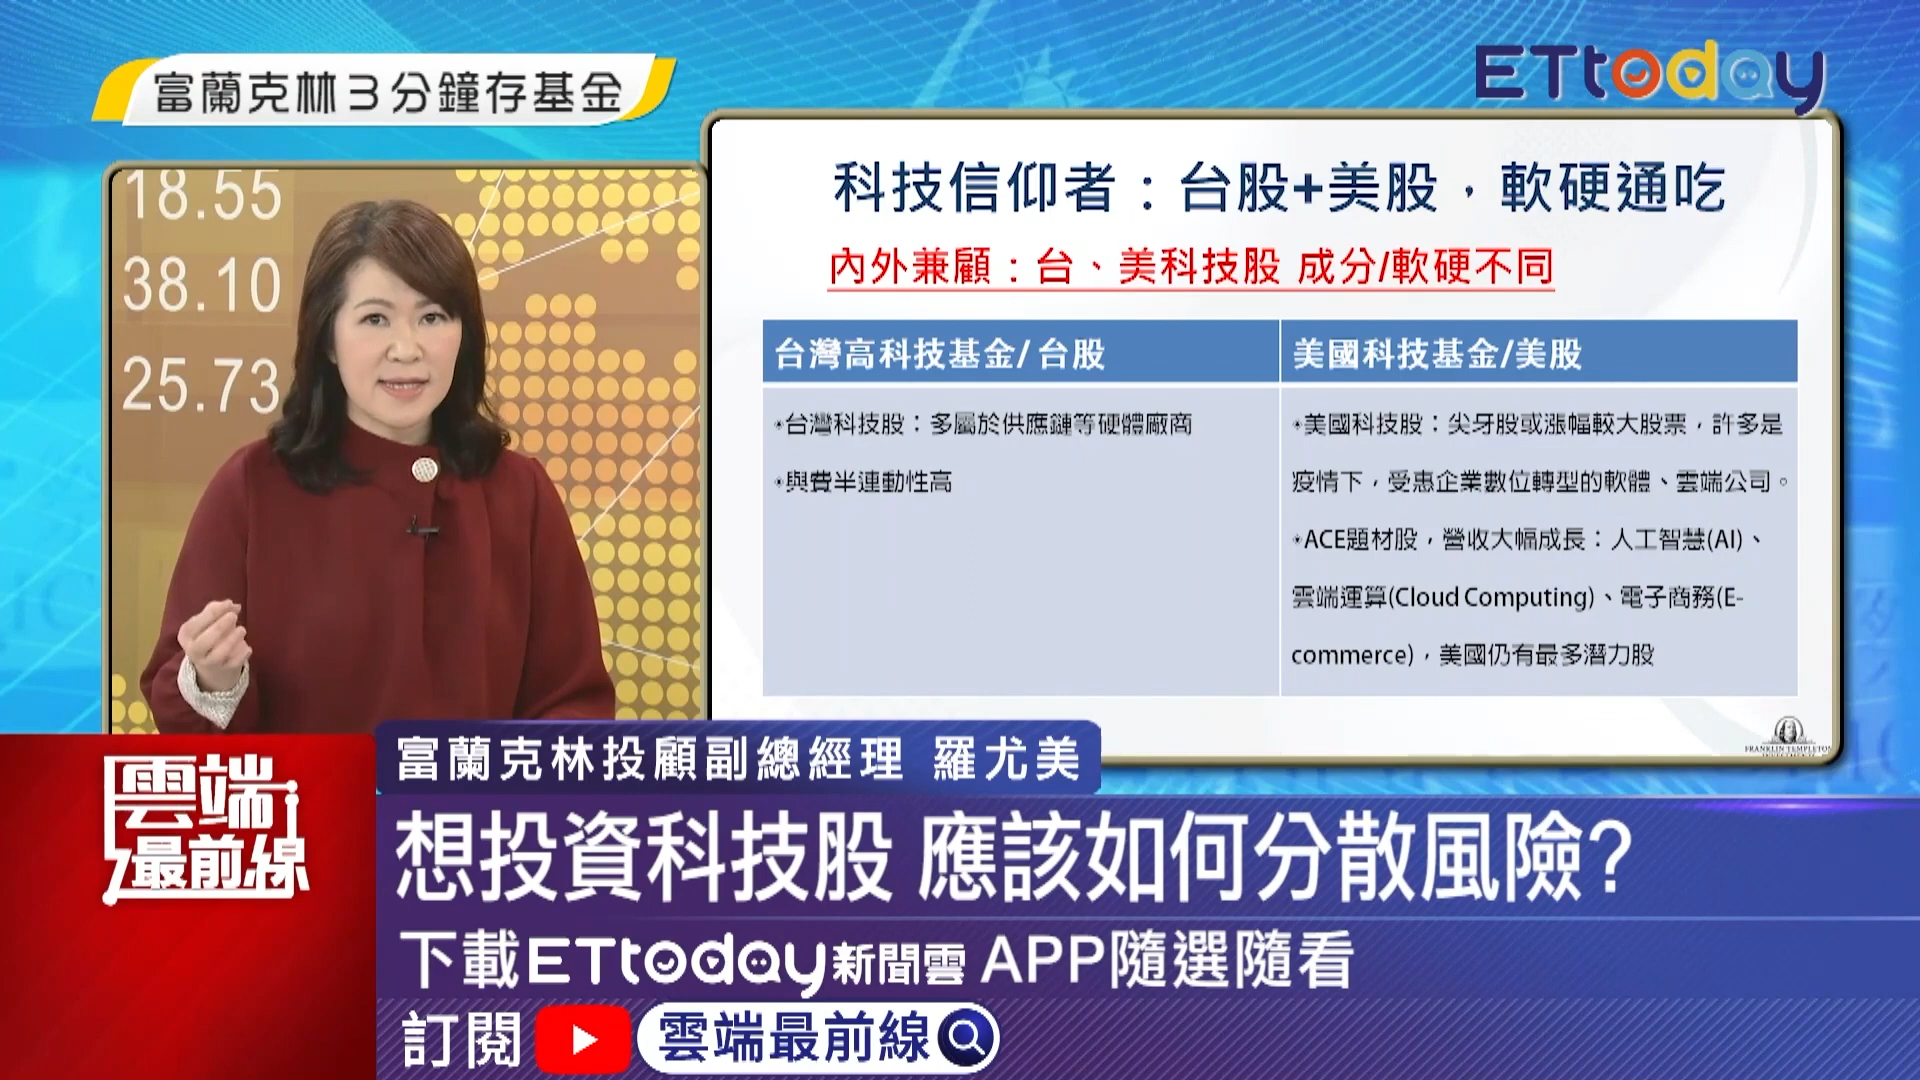 富蘭克林3分鐘存基金
ETtoday
18.55
38.10
25.73
科技信仰者：台股+美股，軟硬通吃
內外兼顧：台、美科技股 成分/軟硬不同
台灣高科技基金/台股
•台灣科技股：多屬於供應鏈等硬體廠商
•與費半連動性高
美國科技基金/美股
•美國科技股：尖牙股或漲幅較大股票，許多是
疫情下，受惠企業數位轉型的軟體、雲端公司。
•ACE題材股，營收大幅成長：人工智慧(AI)、
雲端運算(Cloud Computing)、電子商務(E-
commerce)，美國仍有最多潛力股
FRANKLIN TEMPLETON
INVESTMENTS
雲端
最前線
富蘭克林投顧副總經理 羅尤美
想投資科技股 應該如何分散風險?
下載ETtoday新聞雲 APP隨選隨看
訂閱 雲端最前線